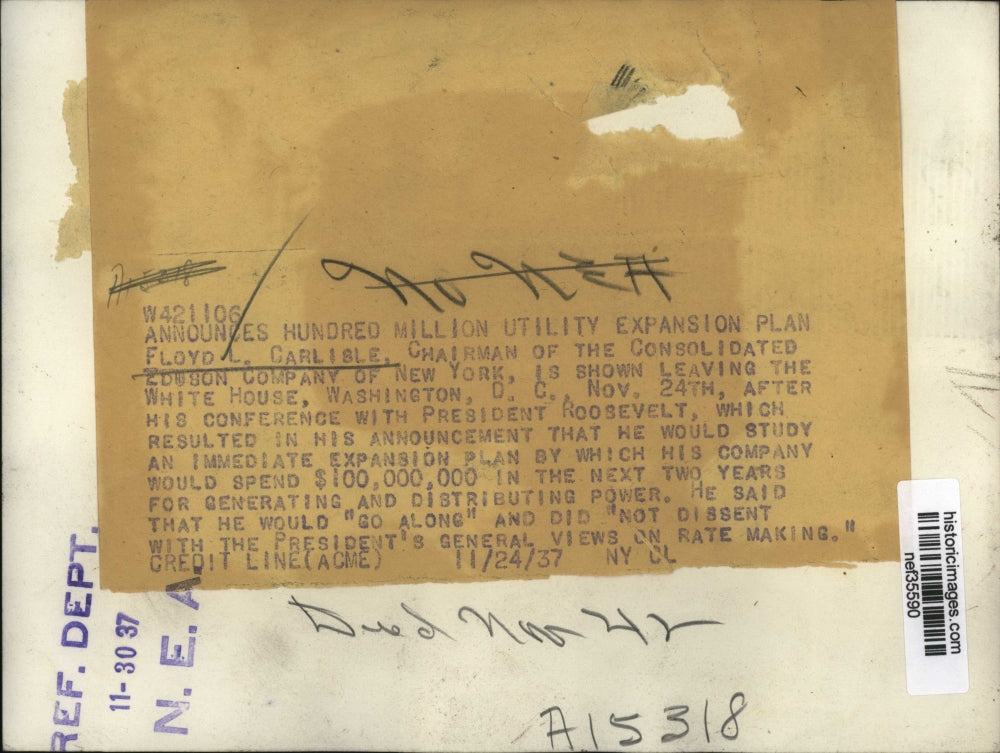 W421106
ANNOUNCES HUNDRED MILLION UTILITY EXPANSION PLAN
FLOYD L. CARLISLE, CHAIRMAN OF THE CONSOLIDATED
EDISON COMPANY OF NEW YORK, IS SHOWN LEAVING THE
WHITE HOUSE, WASHINGTON, D. C., NOV. 24TH, AFTER
HIS CONFERENCE WITH PRESIDENT ROOSEVELT, WHICH
RESULTED IN HIS ANNOUNCEMENT THAT HE WOULD STUDY
AN IMMEDIATE EXPANSION PLAN BY WHICH HIS COMPANY
WOULD SPEND $100,000,000 IN THE NEXT TWO YEARS
FOR GENERATING AND DISTRIBUTING POWER. HE SAID
THAT HE WOULD "GO ALONG" AND DID "NOT DISSENT
WITH THE PRESIDENT'S GENERAL VIEWS ON RATE MAKING."
CREDIT LINE(ACME) 11/24/37 NY CL
REF. DEPT.
11-30 37
N. E. A
Died Nov 42
A15318
historicimages.com
nef35590